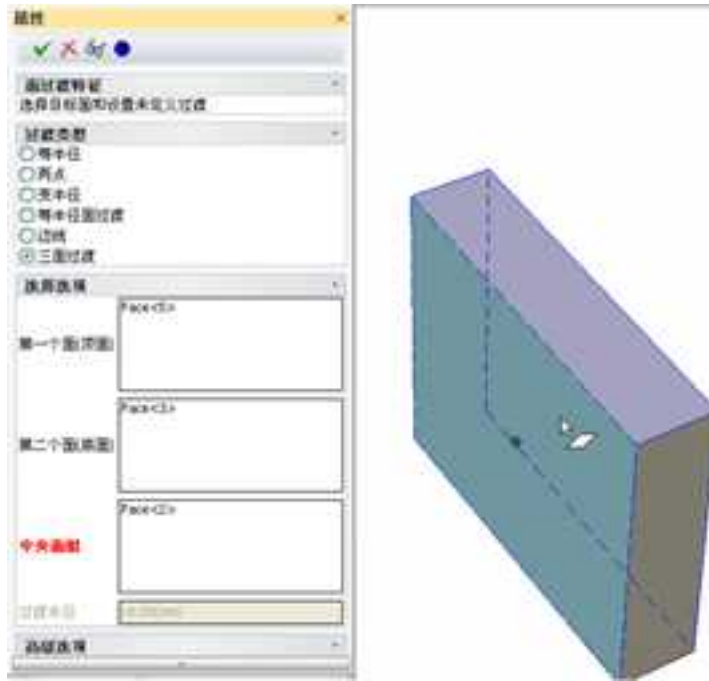 属性
面过渡特征
选择目标面和设置未定义过渡
过渡类型
等半径
两点
变半径
等半径面过渡
边线
三面过渡
选择选项
第一个面(顶面)
Face<5>
第二个面(底面)
Face<3>
中央面组
Face<2>
过渡半径
高级选项